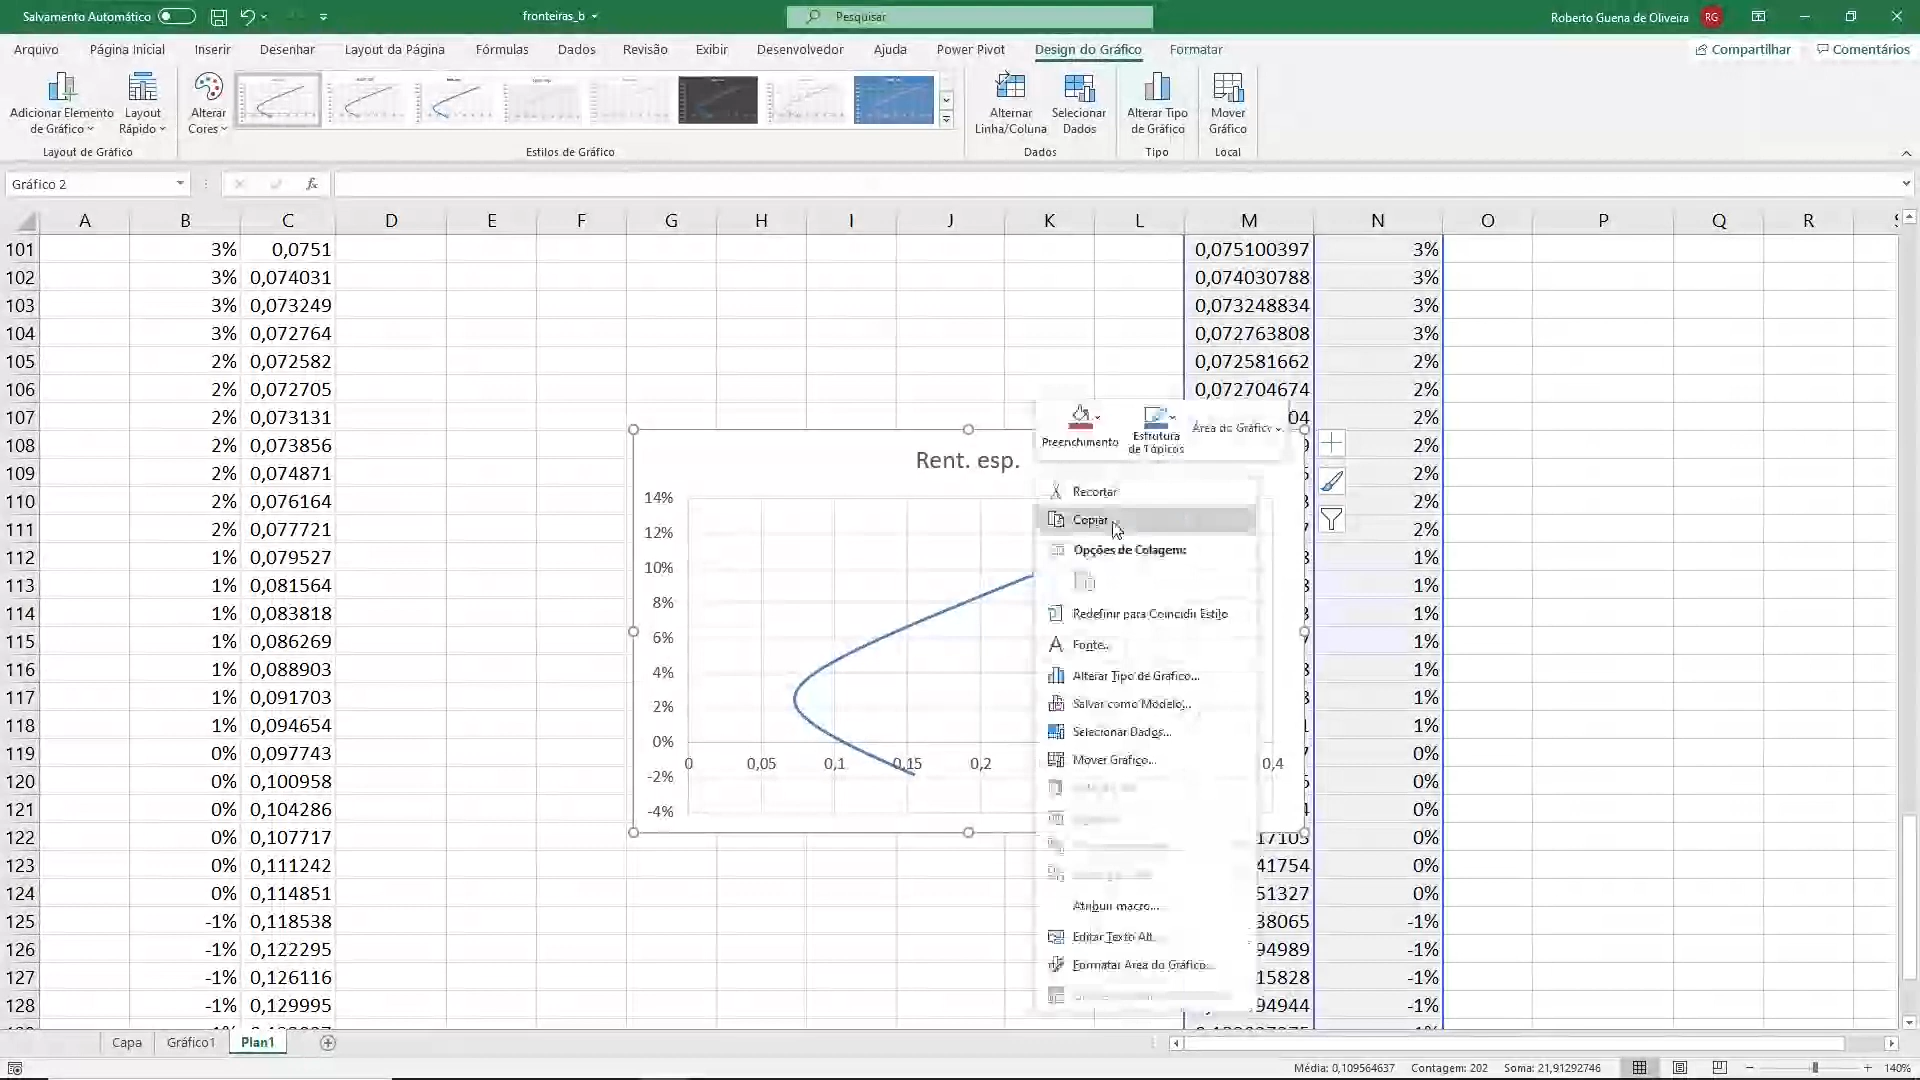 Salvamento Automático
fronteiras_b
Pesquisar
Roberto Guena de Oliveira
RG
Arquivo Página Inicial Inserir Desenhar Layout da Página Fórmulas Dados Revisão Exibir Desenvolvedor Ajuda Power Pivot Design do Gráfico Formatar Compartilhar Comentários
Adicionar Elemento de Gráfico
Layout Rápido
Alterar Cores
Alternar Linha/Coluna
Selecionar Dados
Alterar Tipo de Gráfico
Mover Gráfico
Layout de Gráfico Estilos de Gráfico Dados Tipo Local
Gráfico 2
fx
A B C D E F G H I J K L M N O P Q R
101 3% 0,0751 0,075100397 3%
102 3% 0,074031 0,074030788 3%
103 3% 0,073249 0,073248834 3%
104 3% 0,072764 0,072763808 3%
105 2% 0,072582 0,072581662 2%
106 2% 0,072705 0,072704674 2%
107 2% 0,073131 04 2%
108 2% 0,073856 2%
109 2% 0,074871 2%
110 2% 0,076164 2%
111 2% 0,077721 2%
112 1% 0,079527 1%
113 1% 0,081564 1%
114 1% 0,083818 1%
115 1% 0,086269 1%
116 1% 0,088903 1%
117 1% 0,091703 1%
118 1% 0,094654 1%
119 0% 0,097743 0%
120 0% 0,100958 0%
121 0% 0,104286 0%
122 0% 0,107717 17105 0%
123 0% 0,111242 41754 0%
124 0% 0,114851 51327 0%
125 -1% 0,118538 38065 -1%
126 -1% 0,122295 94989 -1%
127 -1% 0,126116 15828 -1%
128 -1% 0,129995 94944 -1%
Rent. esp.
14%
12%
10%
8%
6%
4%
2%
0%
-2%
-4%
0 0,05 0,1 0,15 0,2 0,4
Preenchimento
Estrutura de Tópicos
Área do Gráfico
Recortar
Copiar
Opções de Colagem:
Redefinir para Coincidir Estilo
Fonte...
Alterar Tipo de Gráfico...
Salvar como Modelo...
Selecionar Dados...
Mover Gráfico...
Atribuir macro...
Editar Texto Alt...
Formatar Área do Gráfico...
Capa Gráfico1 Plan1
Média: 0,109564637 Contagem: 202 Soma: 21,91292746 140%